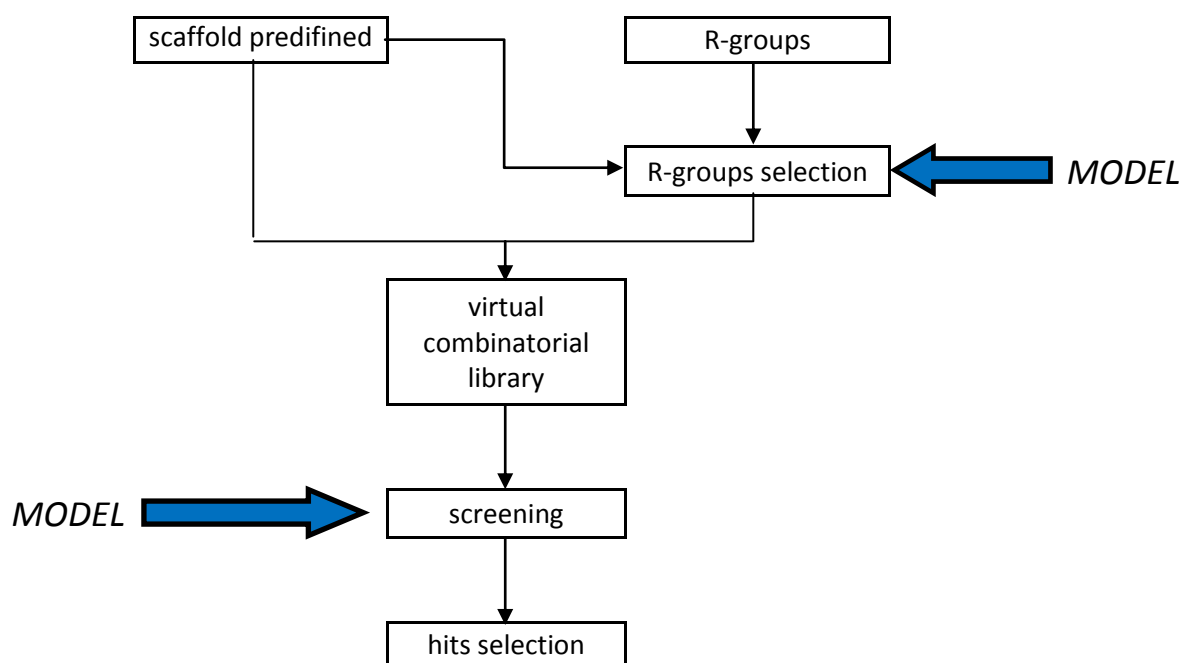 scaffold predifined
R-groups
R-groups selection
MODEL
virtual
combinatorial
library
MODEL
screening
hits selection